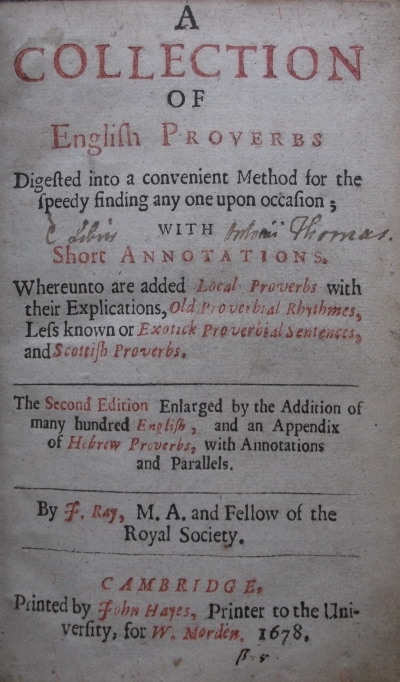 A
COLLECTION
OF
Engliſh PROVERBS
Digeſted into a convenient Method for the
ſpeedy finding any one upon occaſion;
WITH
E Libris Antonii Thomas.
Short ANNOTATIONS.
Whereunto are added Local Proverbs with
their Explications, Old Proverbial Rhythmes,
Leſs known or Exotick Proverbial Sentences,
and Scottiſh Proverbs.
The Second Edition Enlarged by the Addition of
many hundred Engliſh, and an Appendix
of Hebrew Proverbs, with Annotations
and Parallels.
By J. Ray, M. A. and Fellow of the
Royal Society.
CAMBRIDGE,
Printed by John Hayes, Printer to the Uni-
verſity, for W. Morden. 1678.